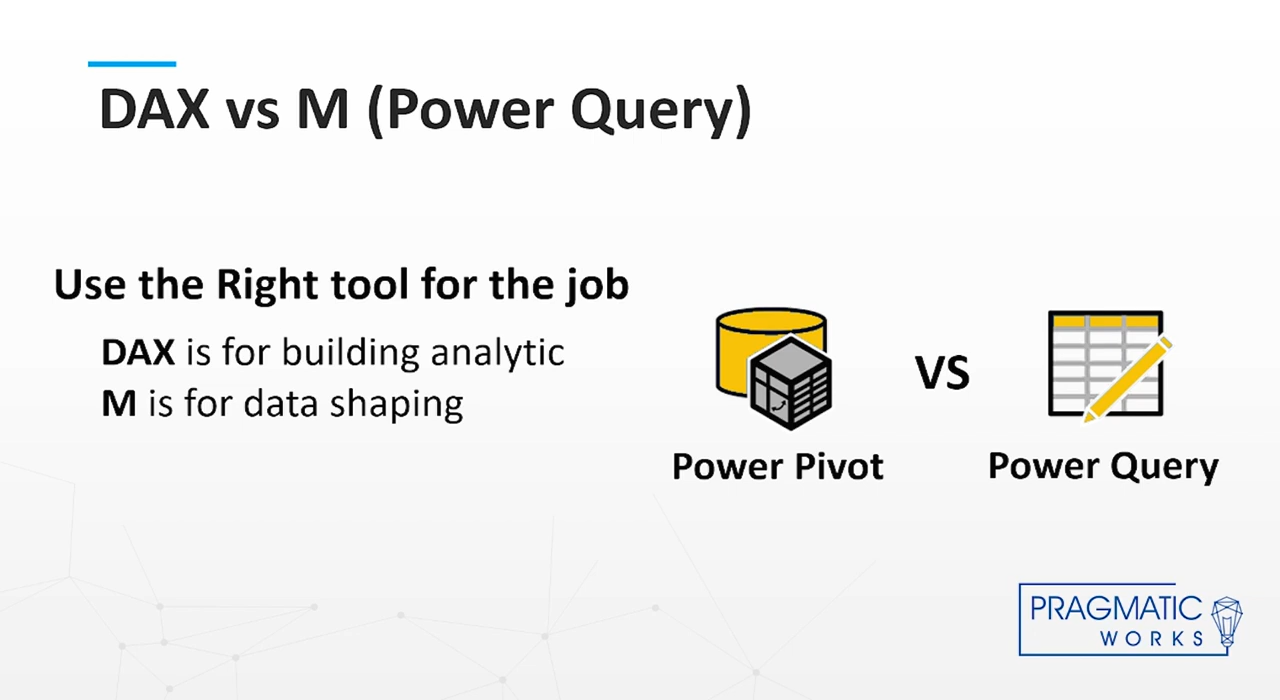 DAX vs M (Power Query)
Use the Right tool for the job
DAX is for building analytic
M is for data shaping
VS
Power Pivot
Power Query
PRAGMATIC
WORKS